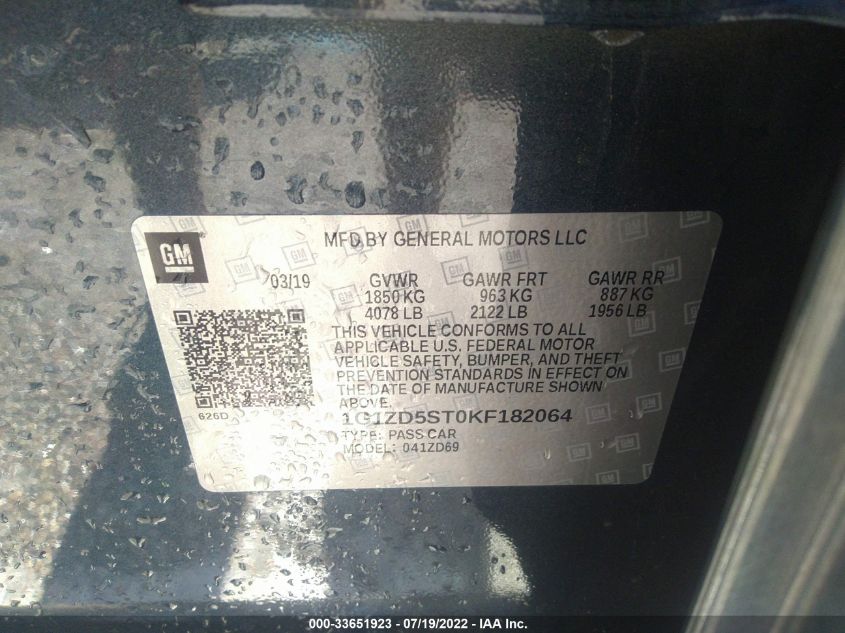 GM
MFD BY GENERAL MOTORS LLC
03/19 GVWR GAWR FRT GAWR RR
1850 KG 963 KG 887 KG
4078 LB 2122 LB 1956 LB
THIS VEHICLE CONFORMS TO ALL
APPLICABLE U.S. FEDERAL MOTOR
VEHICLE SAFETY, BUMPER, AND THEFT
PREVENTION STANDARDS IN EFFECT ON
THE DATE OF MANUFACTURE SHOWN
ABOVE.
626D
1G1ZD5ST0KF182064
TYPE: PASS CAR
MODEL: 041ZD69
000-33651923 - 07/19/2022 - IAA Inc.